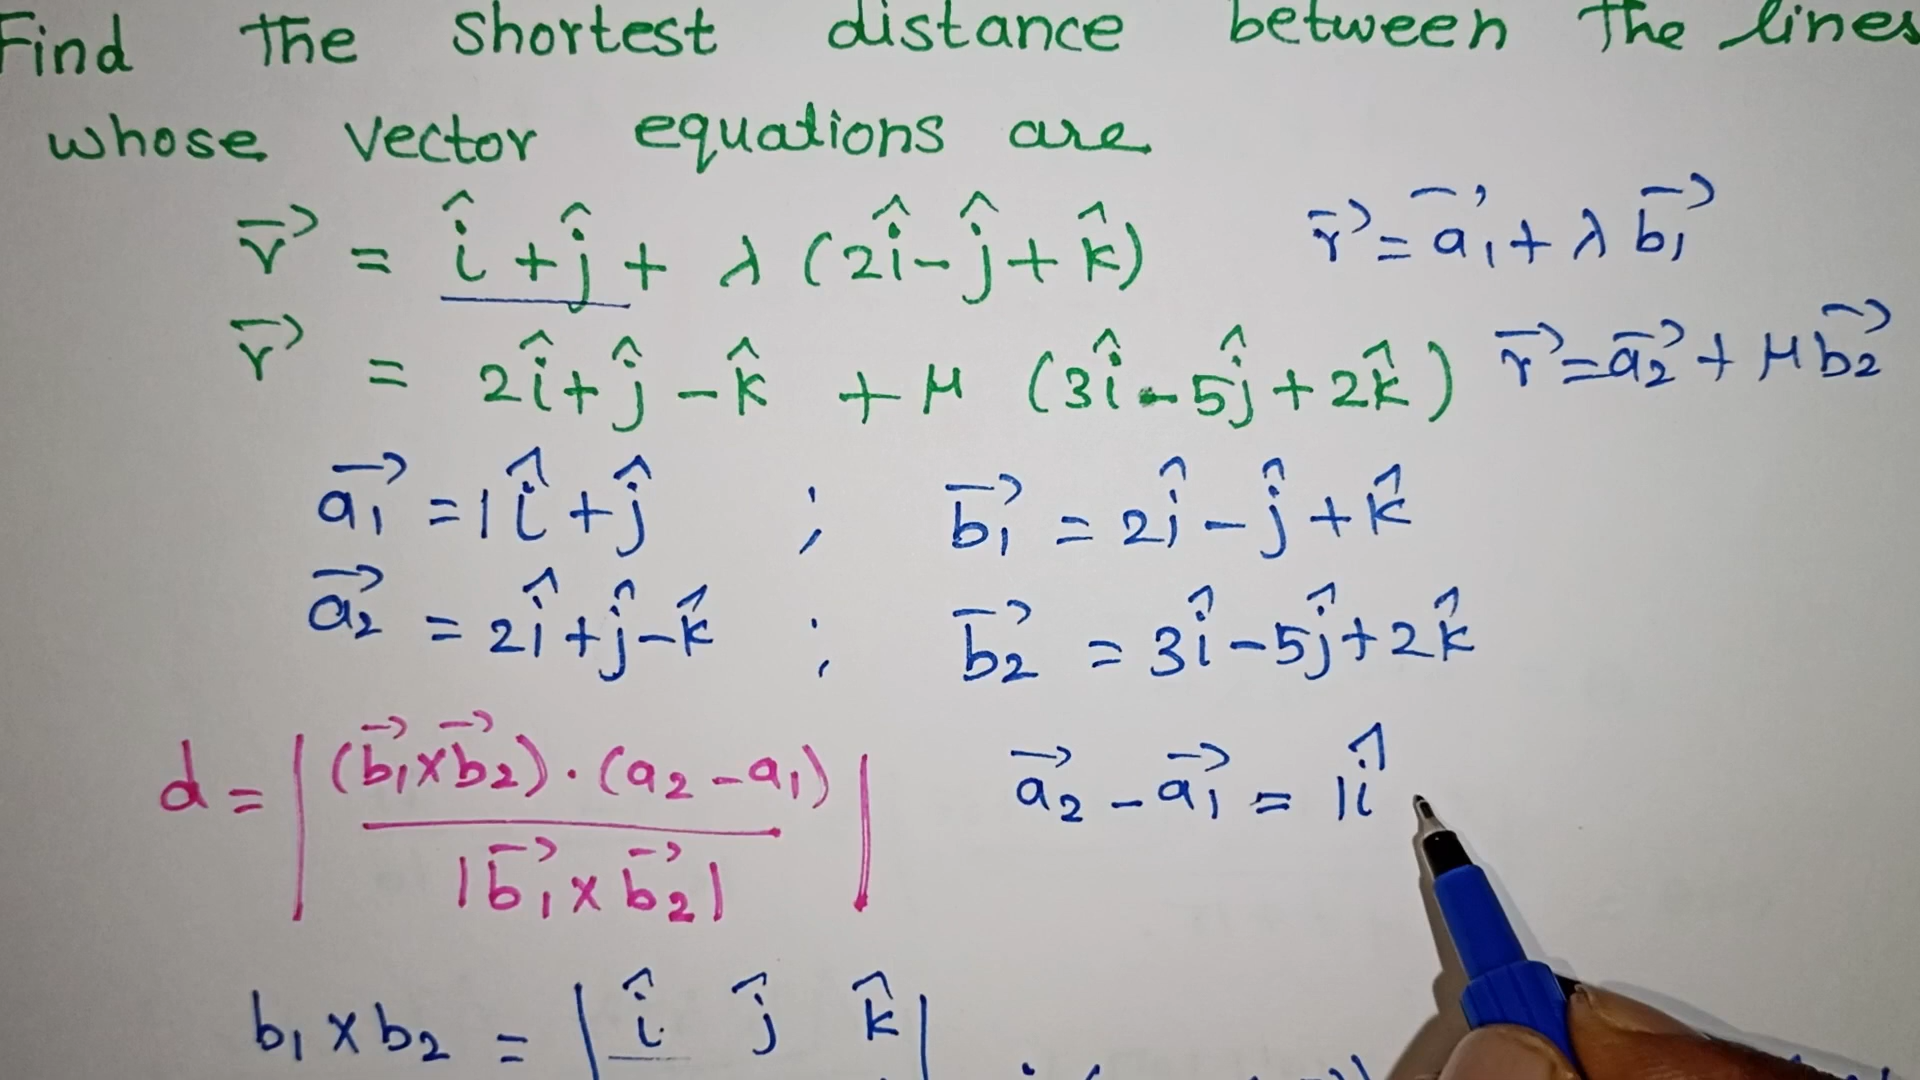 Find the shortest distance between the lines
whose vector equations are
r⃗ = î + ĵ + λ (2î - ĵ + k̂) r⃗ = a⃗₁ + λ b⃗₁
r⃗ = 2î + ĵ - k̂ + μ (3î - 5ĵ + 2k̂) r⃗ = a⃗₂ + μ b⃗₂
a⃗₁ = 1î + ĵ ; b⃗₁ = 2î - ĵ + k̂
a⃗₂ = 2î + ĵ - k̂ ; b⃗₂ = 3î - 5ĵ + 2k̂
d = | (b⃗₁ × b⃗₂) · (a₂ - a₁) / |b⃗₁ × b⃗₂| | a⃗₂ - a⃗₁ = 1î
b₁ × b₂ = | î ĵ k̂ |